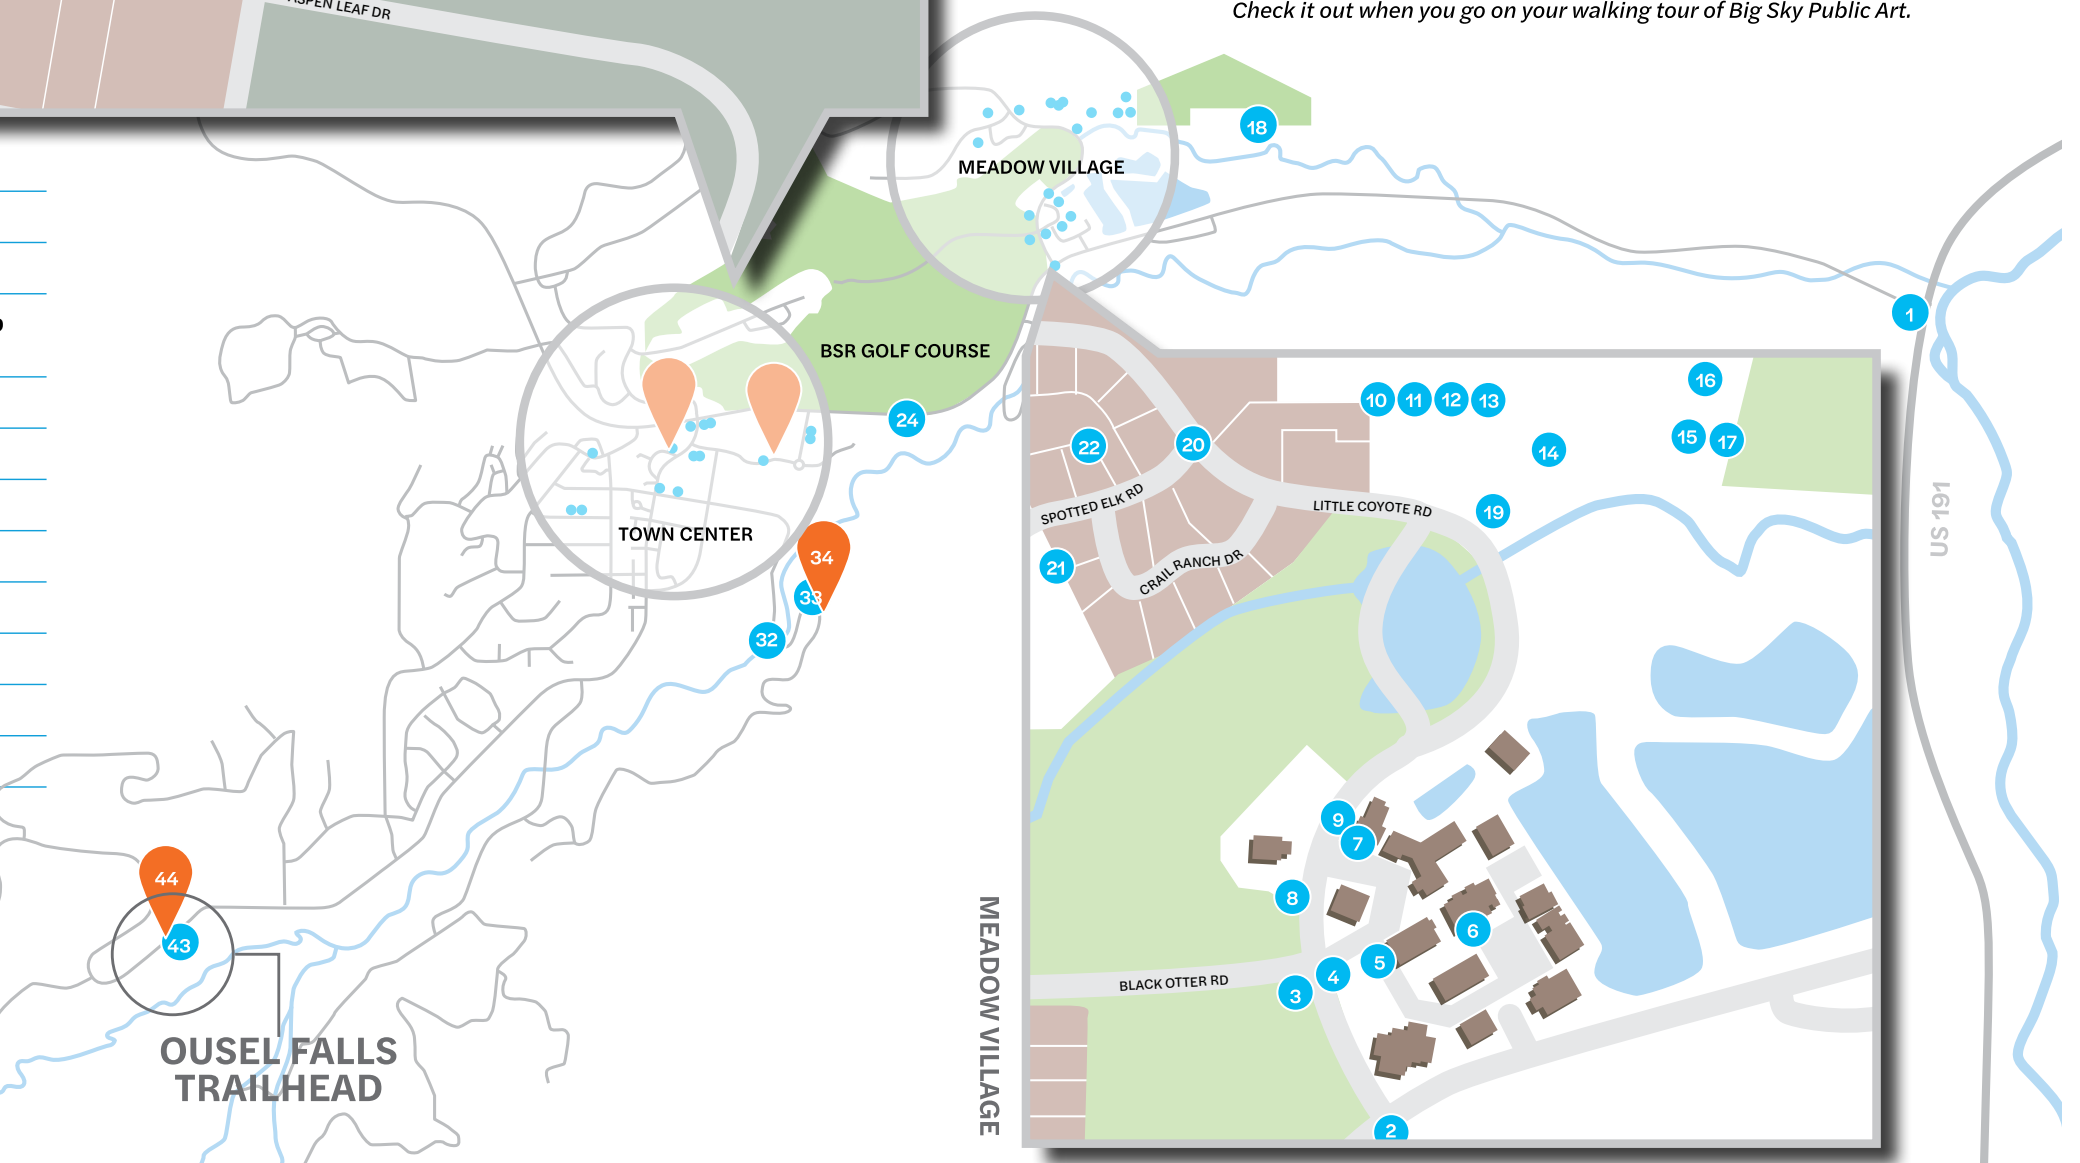 Check it out when you go on your walking tour of Big Sky Public Art.
ASPEN LEAF DR
18
MEADOW VILLAGE
1
BSR GOLF COURSE
24
16
10 11 12 13
22
20
15 17
14
SPOTTED ELK RD
LITTLE COYOTE RD
19
US 191
TOWN CENTER
34
33
32
21
CRAIL RANCH DR
9
7
8
6
5
4
3
BLACK OTTER RD
2
MEADOW VILLAGE
44
43
OUSEL FALLS
TRAILHEAD